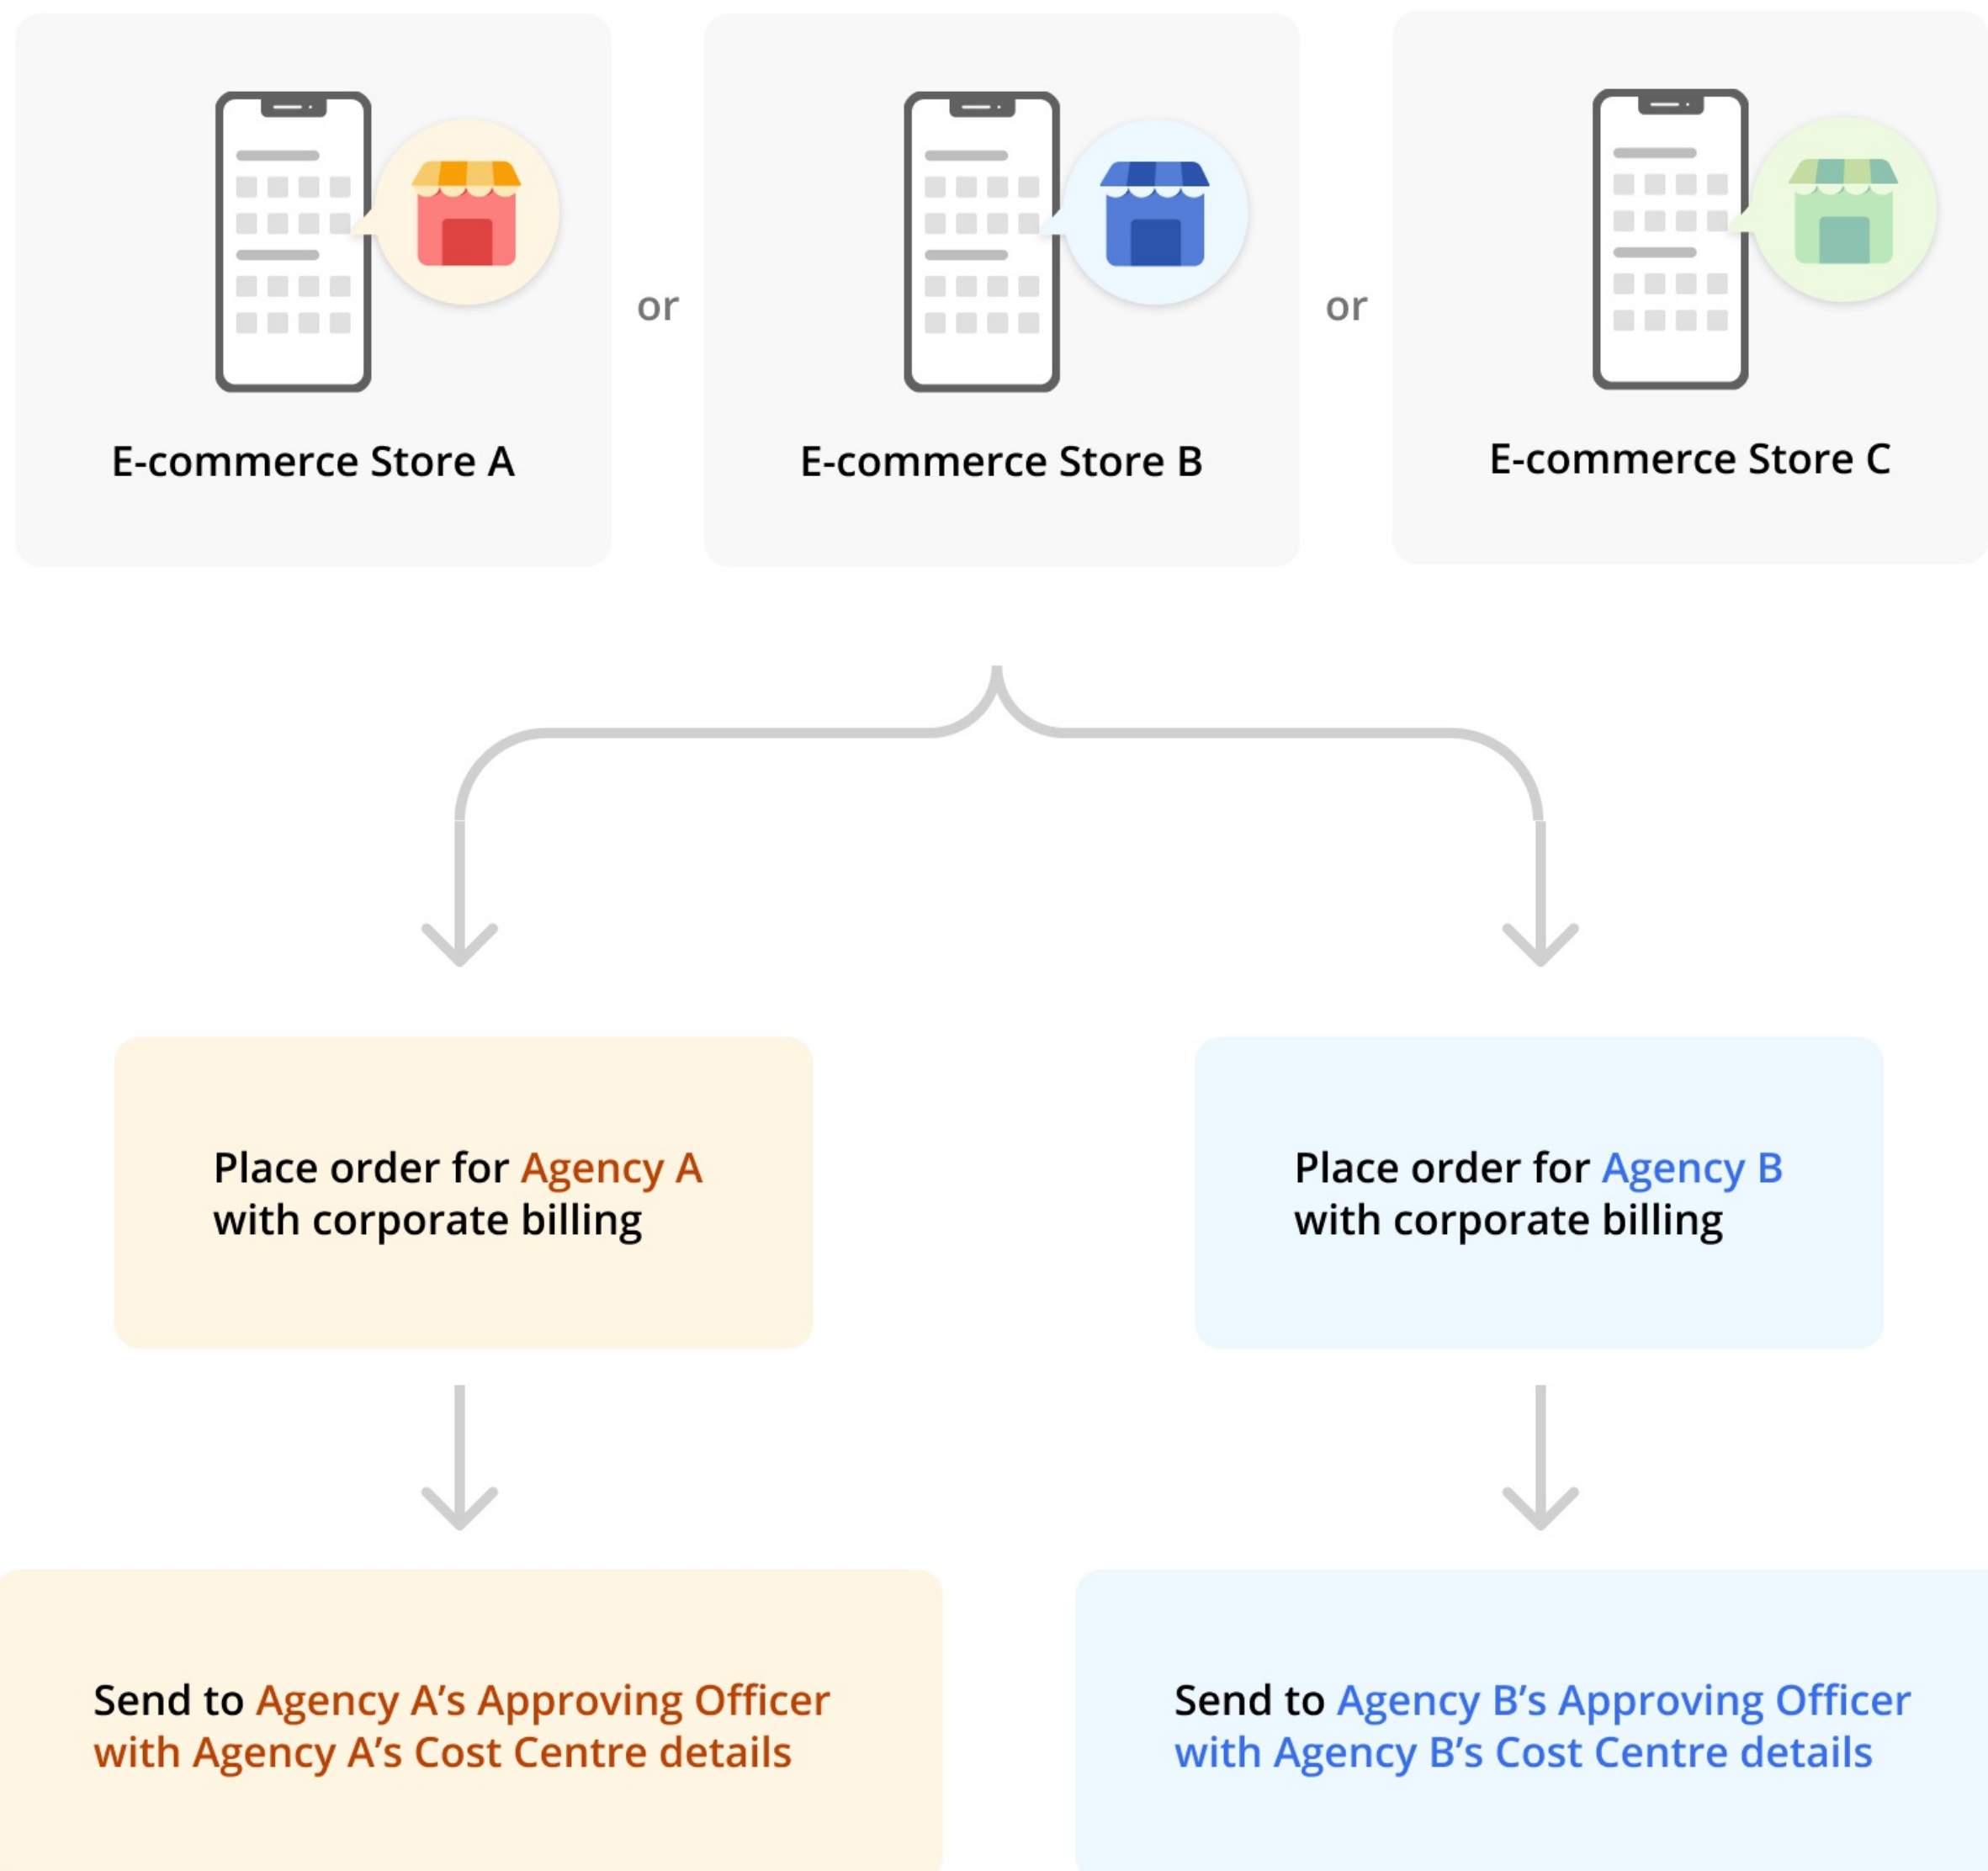 or
or
E-commerce Store A
E-commerce Store B
E-commerce Store C
Place order for Agency A
with corporate billing
Place order for Agency B
with corporate billing
Send to Agency A’s Approving Officer
with Agency A’s Cost Centre details
Send to Agency B’s Approving Officer
with Agency B’s Cost Centre details